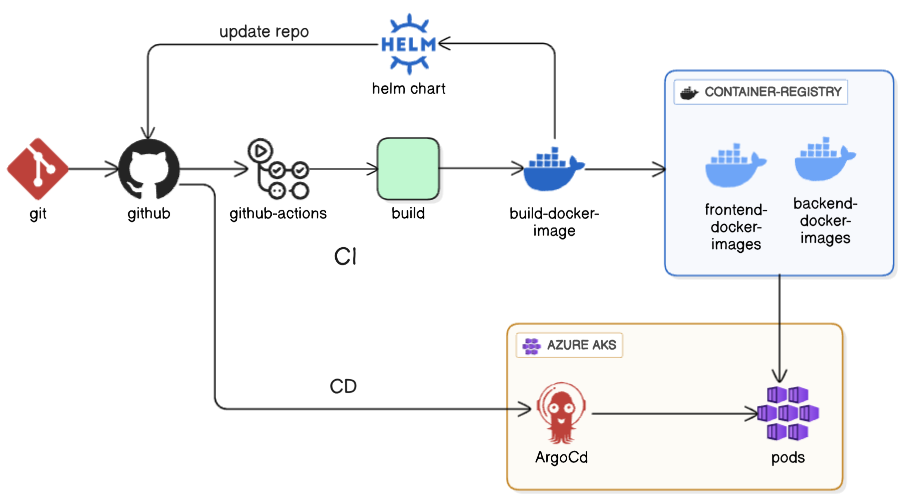 update repo
HELM
helm chart
CONTAINER-REGISTRY
git
github
github-actions
build
build-docker-
image
frontend-
docker-
images
backend-
docker-
images
CI
AZURE AKS
CD
ArgoCd
pods